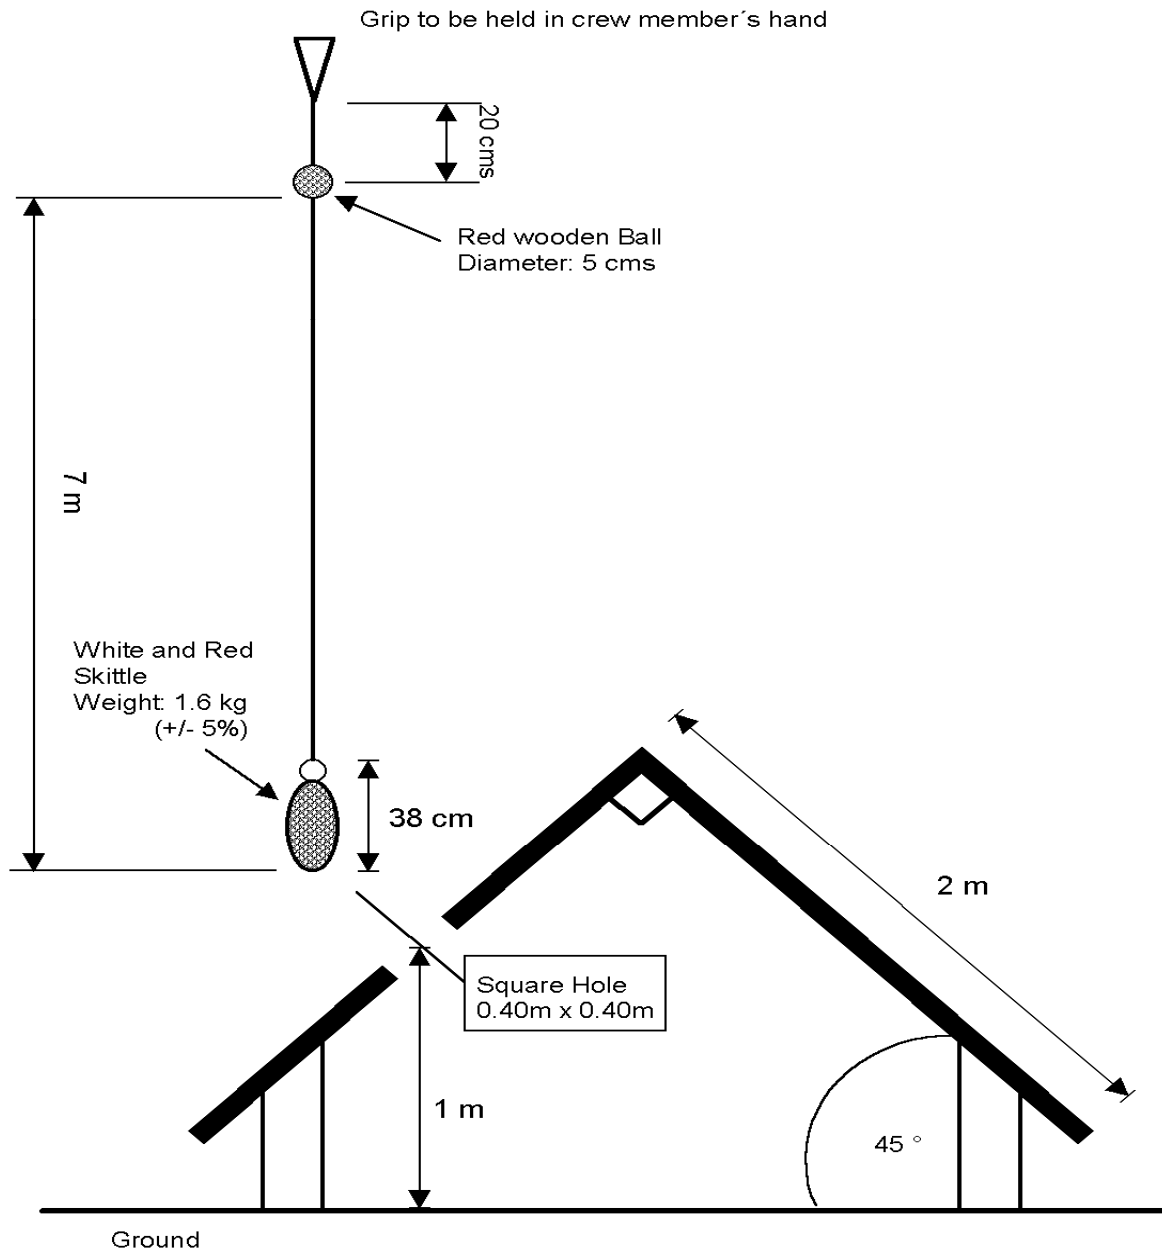 Grip to be held in crew member´s hand
20 cms
Red wooden Ball
Diameter: 5 cms
7 m
White and Red
Skittle
Weight: 1.6 kg
(+/- 5%)
38 cm
2 m
Square Hole
0.40m x 0.40m
1 m
45 °
Ground